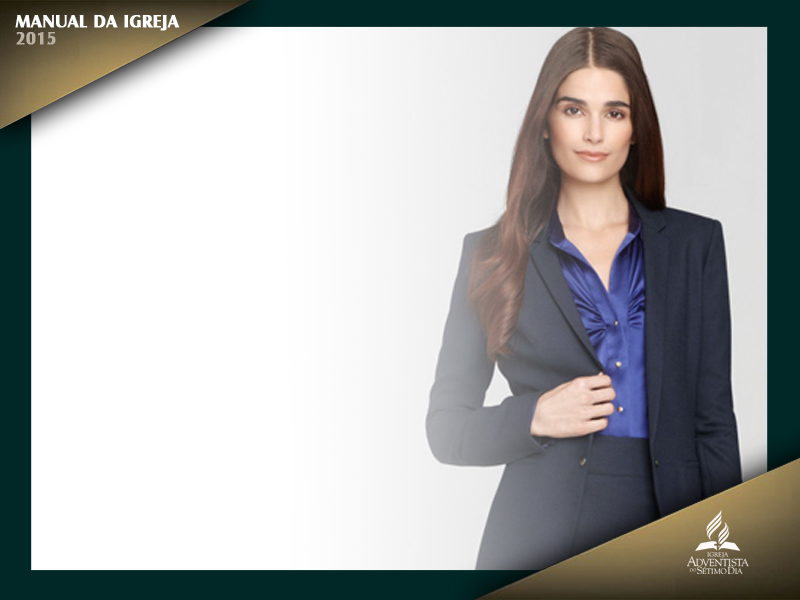 MANUAL DA IGREJA
2015
IGREJA
ADVENTISTA
DO SÉTIMO DIA